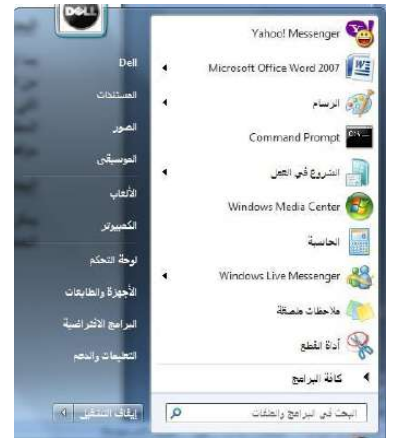 DELL
Yahoo! Messenger
Microsoft Office Word 2007
الرسام
Command Prompt
الشروع في العمل
Windows Media Center
الحاسبة
Windows Live Messenger
ملاحظات ملصقة
أداة القطع
كافة البرامج
البحث في البرامج والملفات
Dell
المستندات
الصور
الموسيقى
الألعاب
الكمبيوتر
لوحة التحكم
الأجهزة والطابعات
البرامج الافتراضية
التعليمات والدعم
إيقاف التشغيل